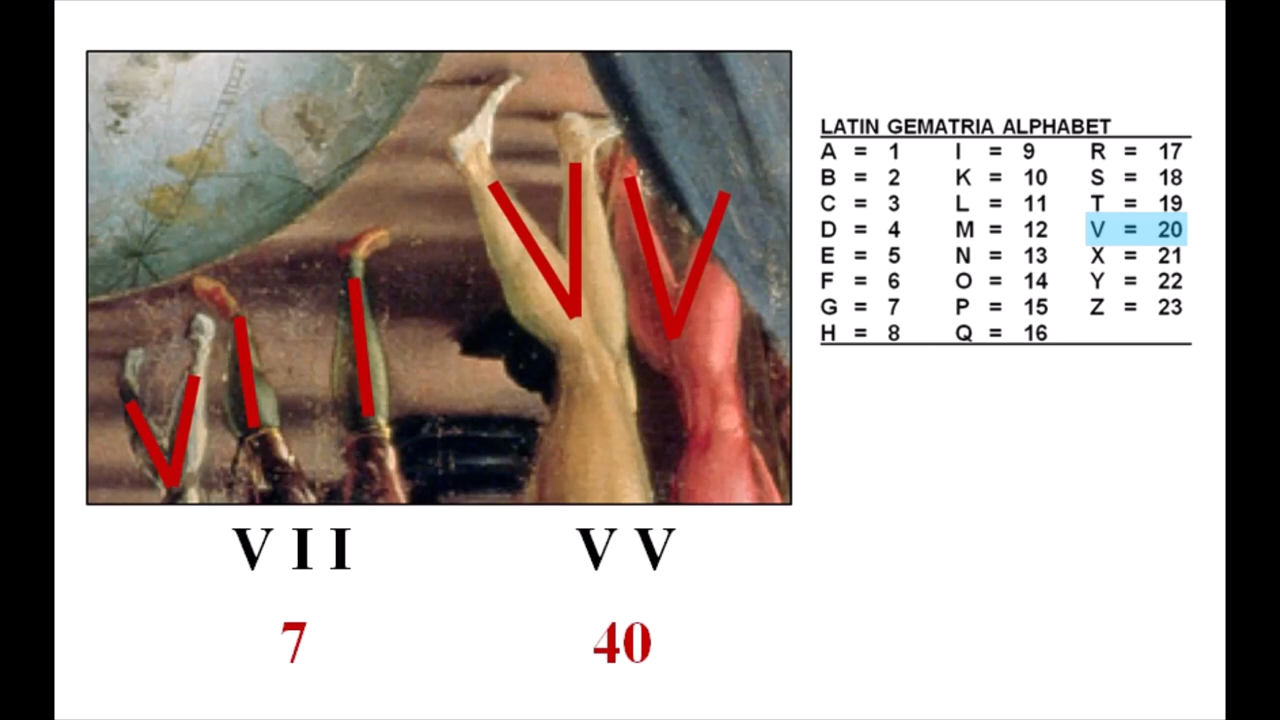 LATIN GEMATRIA ALPHABET
A = 1 I = 9 R = 17
B = 2 K = 10 S = 18
C = 3 L = 11 T = 19
D = 4 M = 12 V = 20
E = 5 N = 13 X = 21
F = 6 O = 14 Y = 22
G = 7 P = 15 Z = 23
H = 8 Q = 16
V I I V V
7 40